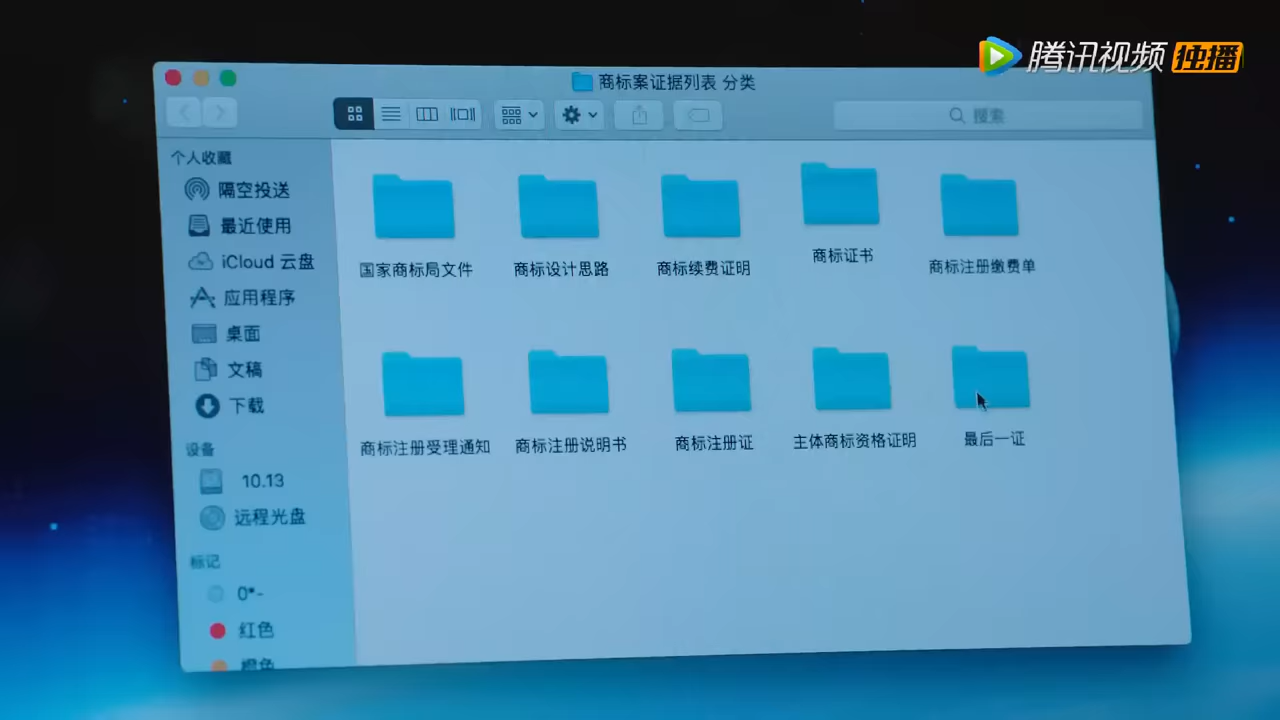 腾讯视频 独播
商标案证据列表 分类
搜索
个人收藏
隔空投送
最近使用
iCloud 云盘
应用程序
桌面
文稿
下载
设备
10.13
远程光盘
标记
0*-
红色
橙色
国家商标局文件 商标设计思路 商标续费证明 商标证书 商标注册缴费单
商标注册受理通知 商标注册说明书 商标注册证 主体商标资格证明 最后一证